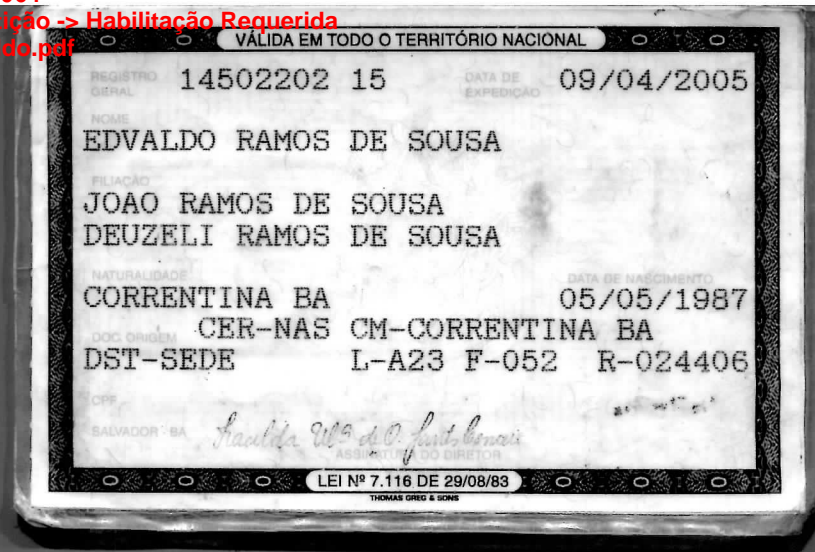 ição -> Habilitação Requerida
do.pdf
VÁLIDA EM TODO O TERRITÓRIO NACIONAL
REGISTRO GERAL 14502202 15 DATA DE EXPEDIÇÃO 09/04/2005
NOME
EDVALDO RAMOS DE SOUSA
FILIAÇÃO
JOAO RAMOS DE SOUSA
DEUZELI RAMOS DE SOUSA
NATURALIDADE DATA DE NASCIMENTO
CORRENTINA BA 05/05/1987
DOC ORIGEM CER-NAS CM-CORRENTINA BA
DST-SEDE L-A23 F-052 R-024406
CPF
SALVADOR - BA
ASSINATURA DO DIRETOR
LEI Nº 7.116 DE 29/08/83
THOMAS GREG & SONS